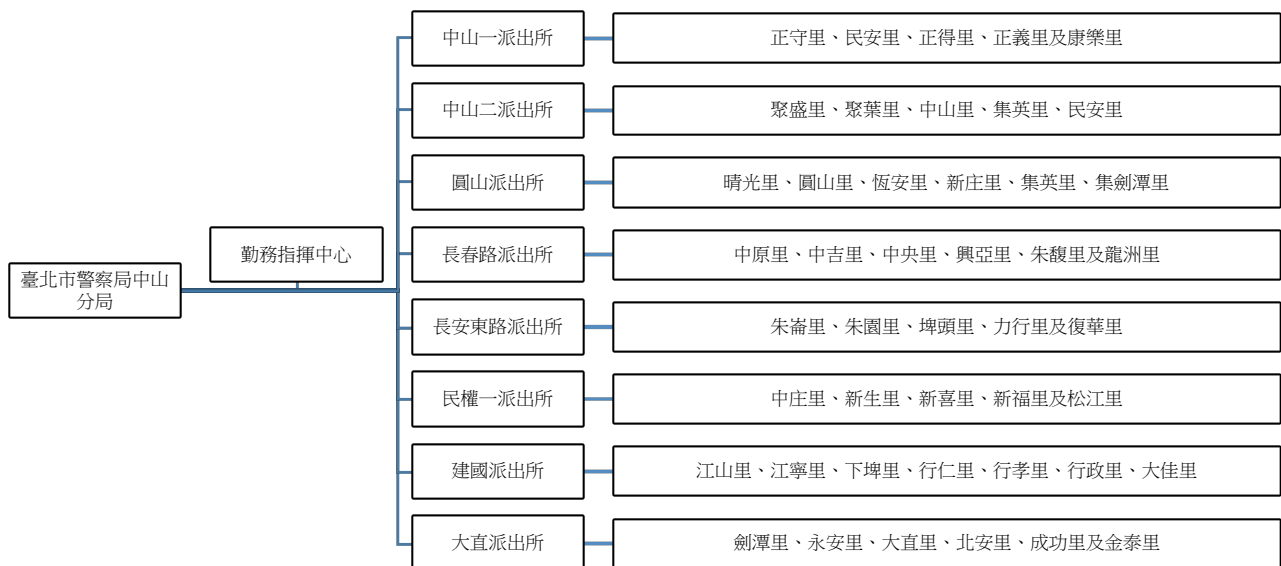 臺北市警察局中山
分局
勤務指揮中心
中山一派出所
正守里、民安里、正得里、正義里及康樂里
中山二派出所
聚盛里、聚葉里、中山里、集英里、民安里
圓山派出所
晴光里、圓山里、恆安里、新庄里、集英里、集劍潭里
長春路派出所
中原里、中吉里、中央里、興亞里、朱馥里及龍洲里
長安東路派出所
朱崙里、朱園里、埤頭里、力行里及復華里
民權一派出所
中庄里、新生里、新喜里、新福里及松江里
建國派出所
江山里、江寧里、下埤里、行仁里、行孝里、行政里、大佳里
大直派出所
劍潭里、永安里、大直里、北安里、成功里及金泰里